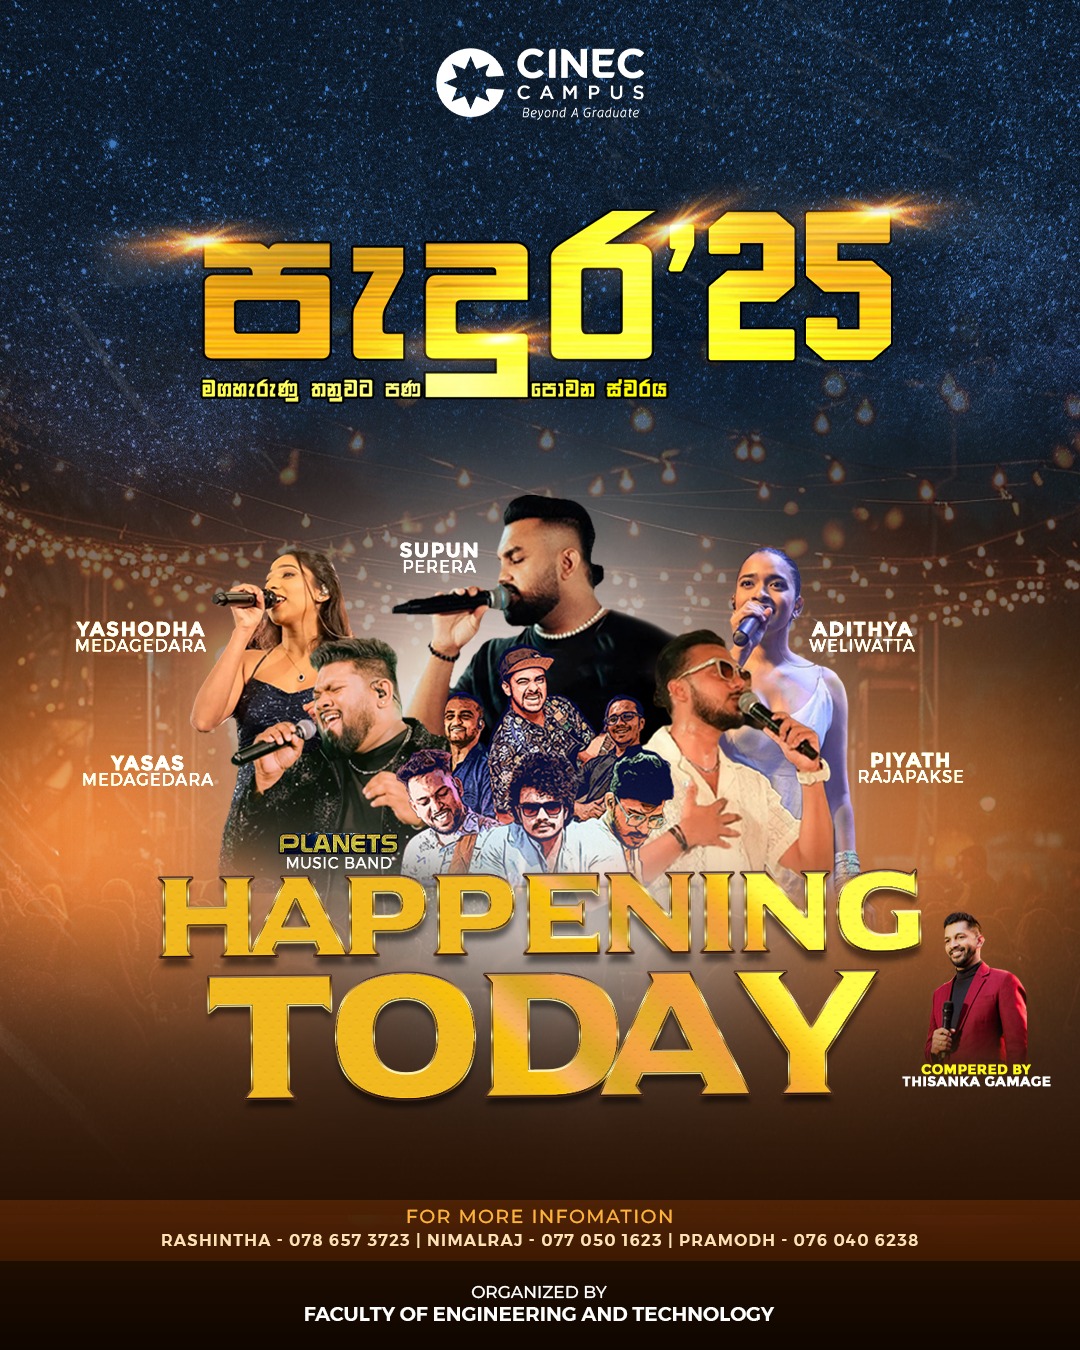 CINEC
CAMPUS
Beyond A Graduate
පැදුර'25
මගහැරුණු තනුවට පණ පොවන ස්වරය
SUPUN
PERERA
YASHODHA
MEDAGEDARA
ADITHYA
WELIWATTA
YASAS
MEDAGEDARA
PIYATH
RAJAPAKSE
PLANETS
MUSIC BAND
HAPPENING
TODAY
COMPERED BY
THISANKA GAMAGE
FOR MORE INFOMATION
RASHINTHA - 078 657 3723 | NIMALRAJ - 077 050 1623 | PRAMODH - 076 040 6238
ORGANIZED BY
FACULTY OF ENGINEERING AND TECHNOLOGY